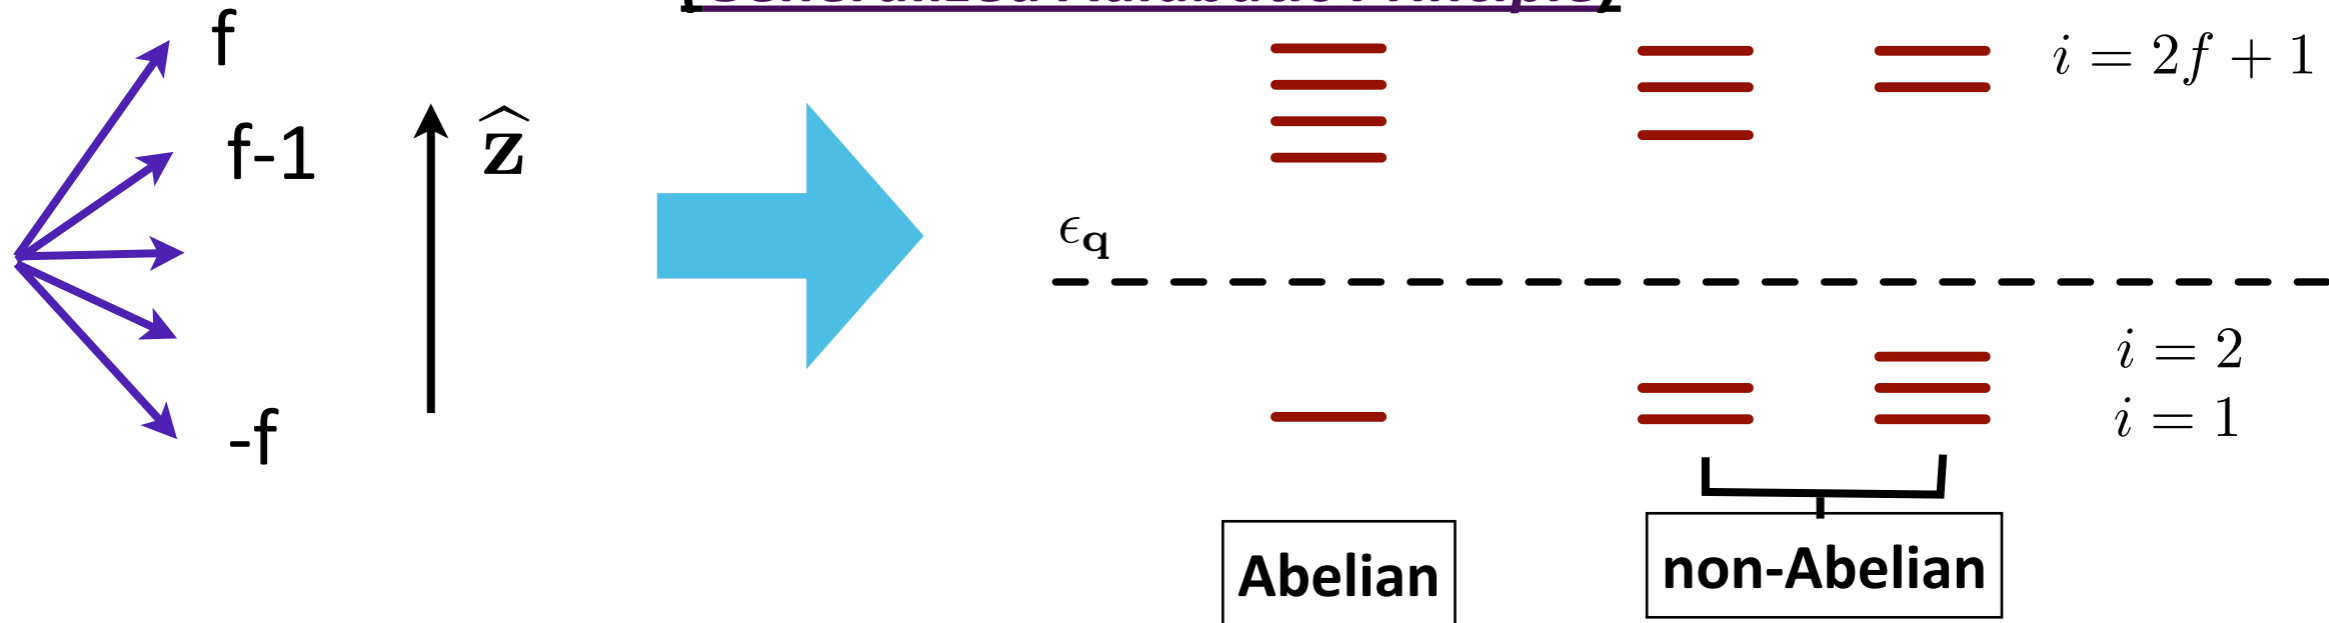 f
f-1
-f
ẑ
ϵ_q
i = 2f + 1
i = 2
i = 1
Abelian
non-Abelian